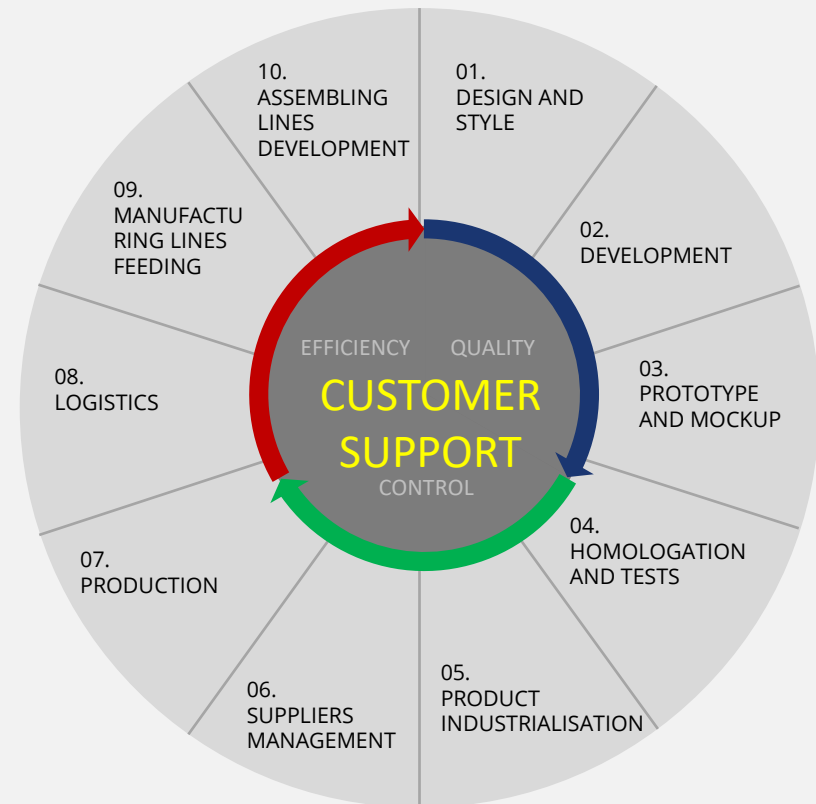 01.
DESIGN AND
STYLE
02.
DEVELOPMENT
03.
PROTOTYPE
AND MOCKUP
04.
HOMOLOGATION
AND TESTS
05.
PRODUCT
INDUSTRIALISATION
06.
SUPPLIERS
MANAGEMENT
07.
PRODUCTION
08.
LOGISTICS
09.
MANUFACTU
RING LINES
FEEDING
10.
ASSEMBLING
LINES
DEVELOPMENT
EFFICIENCY QUALITY
CUSTOMER
SUPPORT
CONTROL